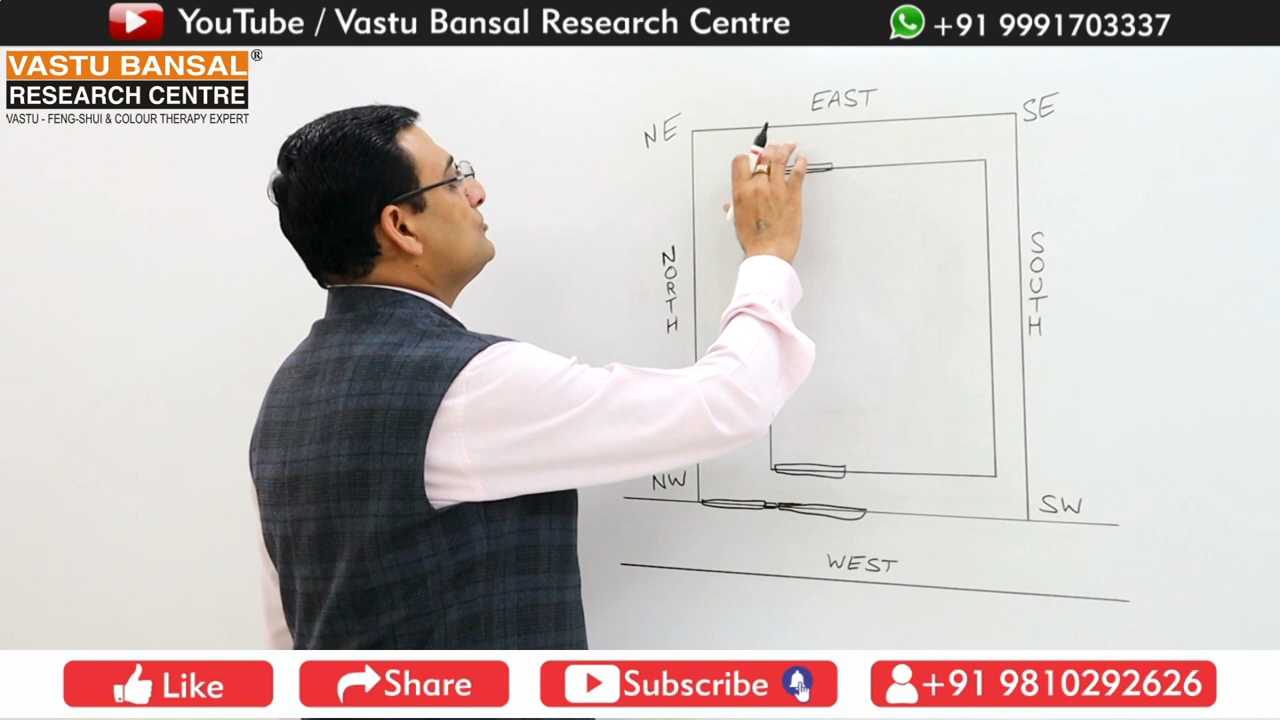 YouTube / Vastu Bansal Research Centre
+91 9991703337
VASTU BANSAL®
RESEARCH CENTRE
VASTU - FENG-SHUI & COLOUR THERAPY EXPERT
EAST
NE
SE
NORTH
SOUTH
NW
SW
WEST
Like
Share
Subscribe
+91 9810292626